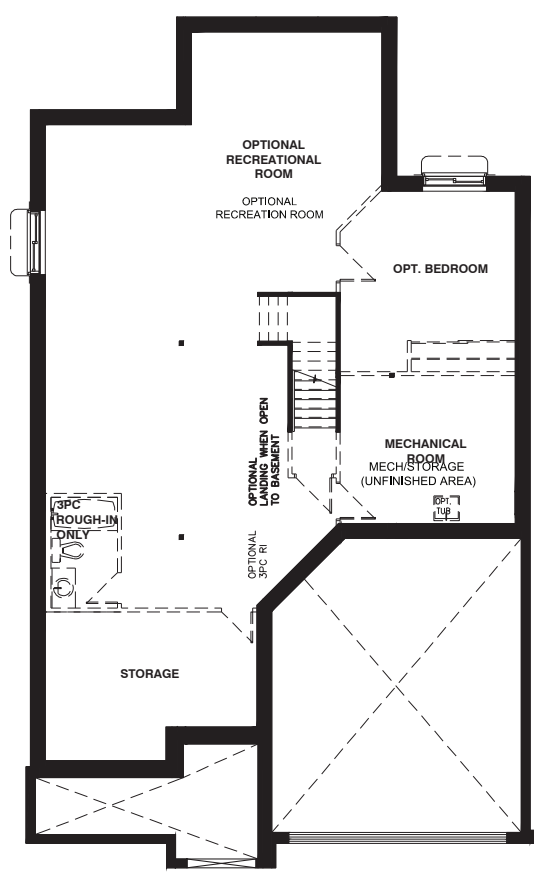 OPTIONAL
RECREATIONAL
ROOM
OPTIONAL
RECREATION ROOM
OPT. BEDROOM
OPTIONAL
LANDING WHEN OPEN
TO BASEMENT
MECHANICAL
ROOM
MECH/STORAGE
(UNFINISHED AREA)
OPT.
TUB
3PC
ROUGH-IN
ONLY
OPTIONAL
3PC RI
STORAGE